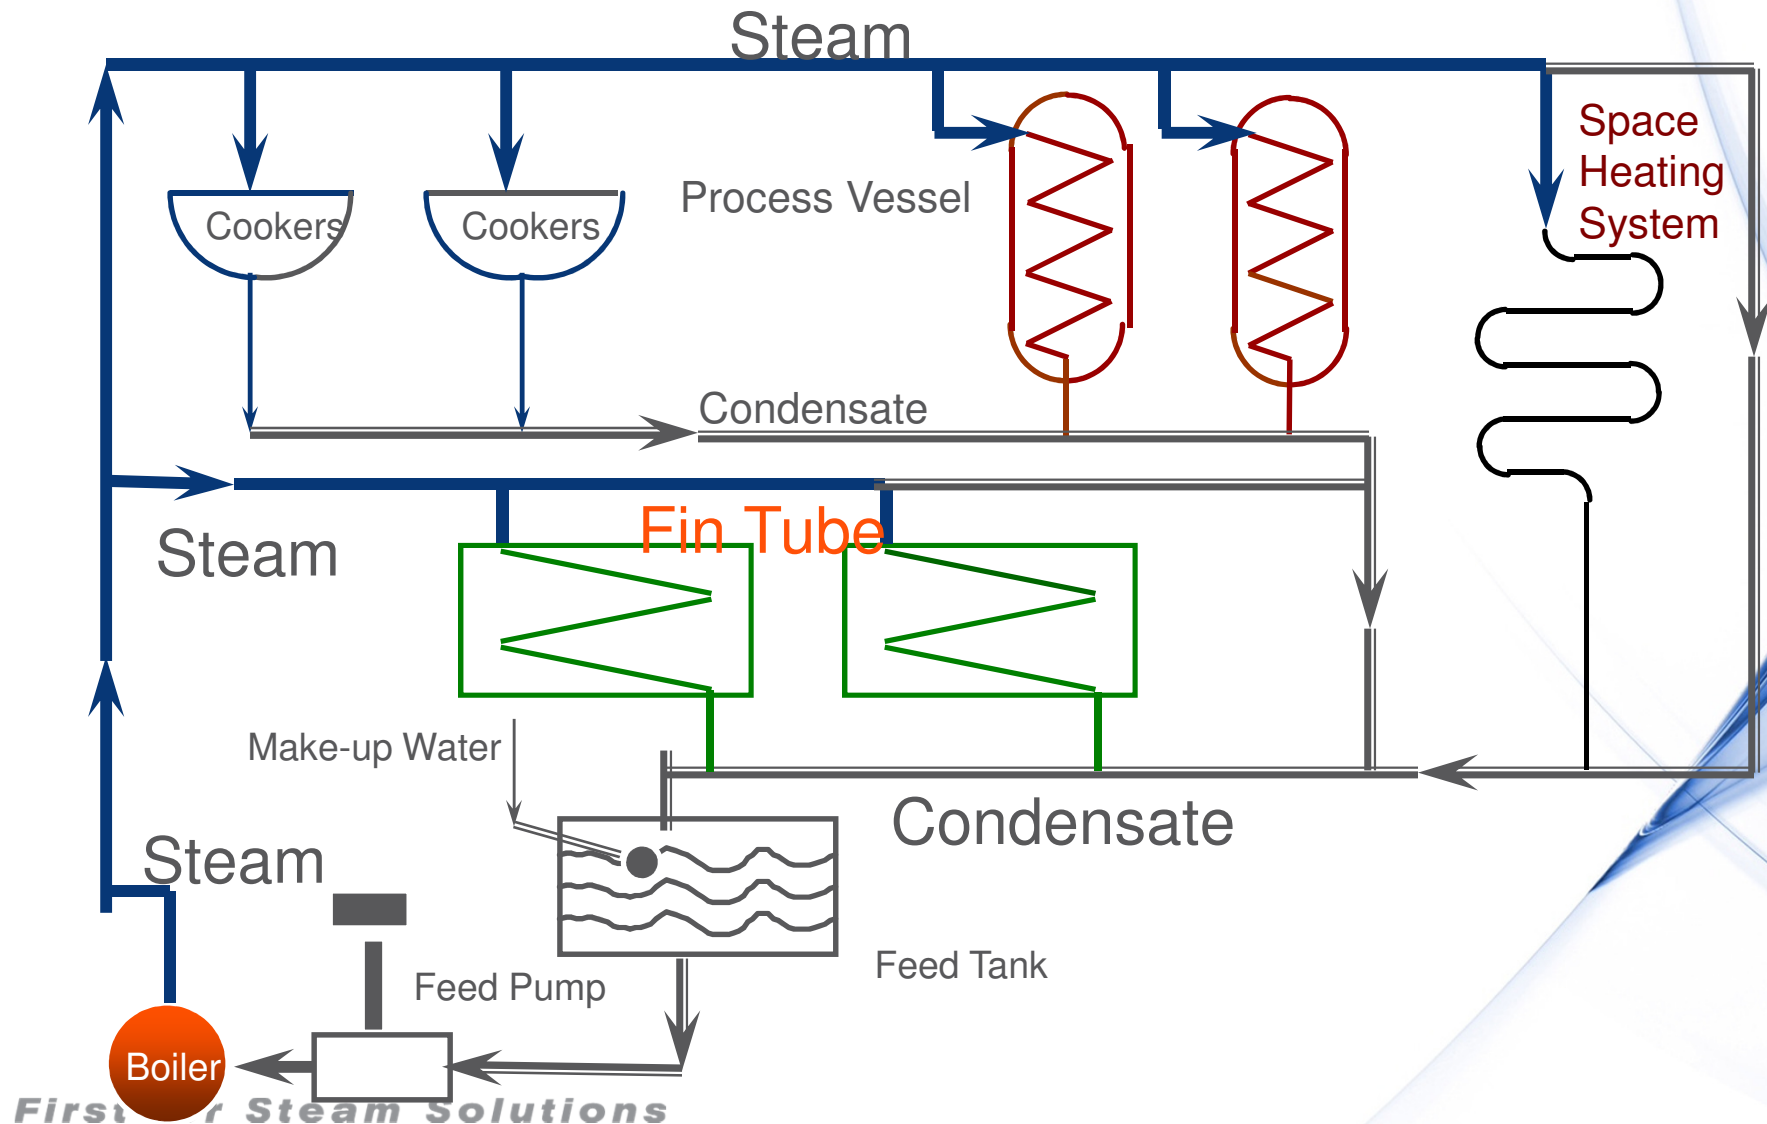 Steam
Space
Heating
System
Process Vessel
Cookers
Cookers
Condensate
Fin Tube
Steam
Make-up Water
Condensate
Steam
Feed Tank
Feed Pump
Boiler
Steam Solutions